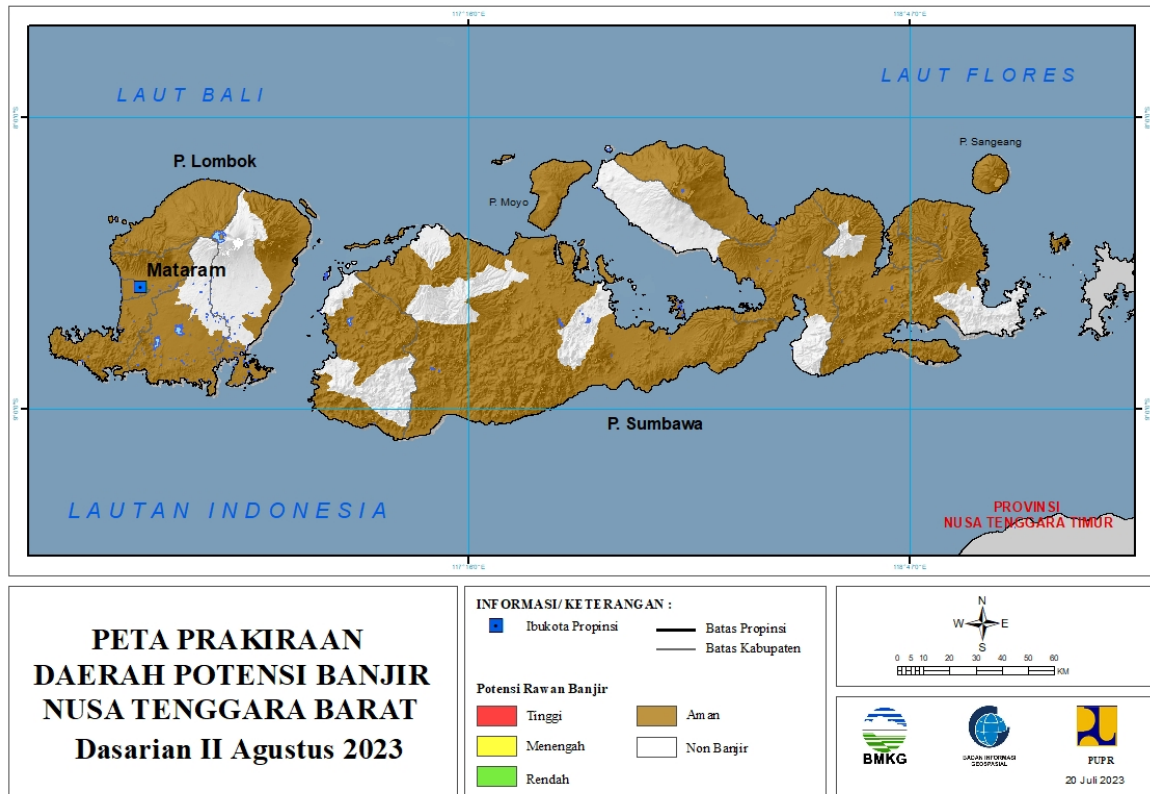 LAUT BALI
LAUT FLORES
P. Lombok
P. Moyo
P. Sangeang
Mataram
P. Sumbawa
LAUTAN INDONESIA
PROVINSI
NUSA TENGGARA TIMUR
PETA PRAKIRAAN
DAERAH POTENSI BANJIR
NUSA TENGGARA BARAT
Dasarian II Agustus 2023
INFORMASI/ KETERANGAN :
Ibukota Propinsi
Batas Propinsi
Batas Kabupaten
Potensi Rawan Banjir
Tinggi
Aman
Menengah
Non Banjir
Rendah
N
W E
S
0 5 10 20 30 40 50 60
KM
BMKG
BADAN INFORMASI
GEOSPASIAL
PUPR
20 Juli 2023